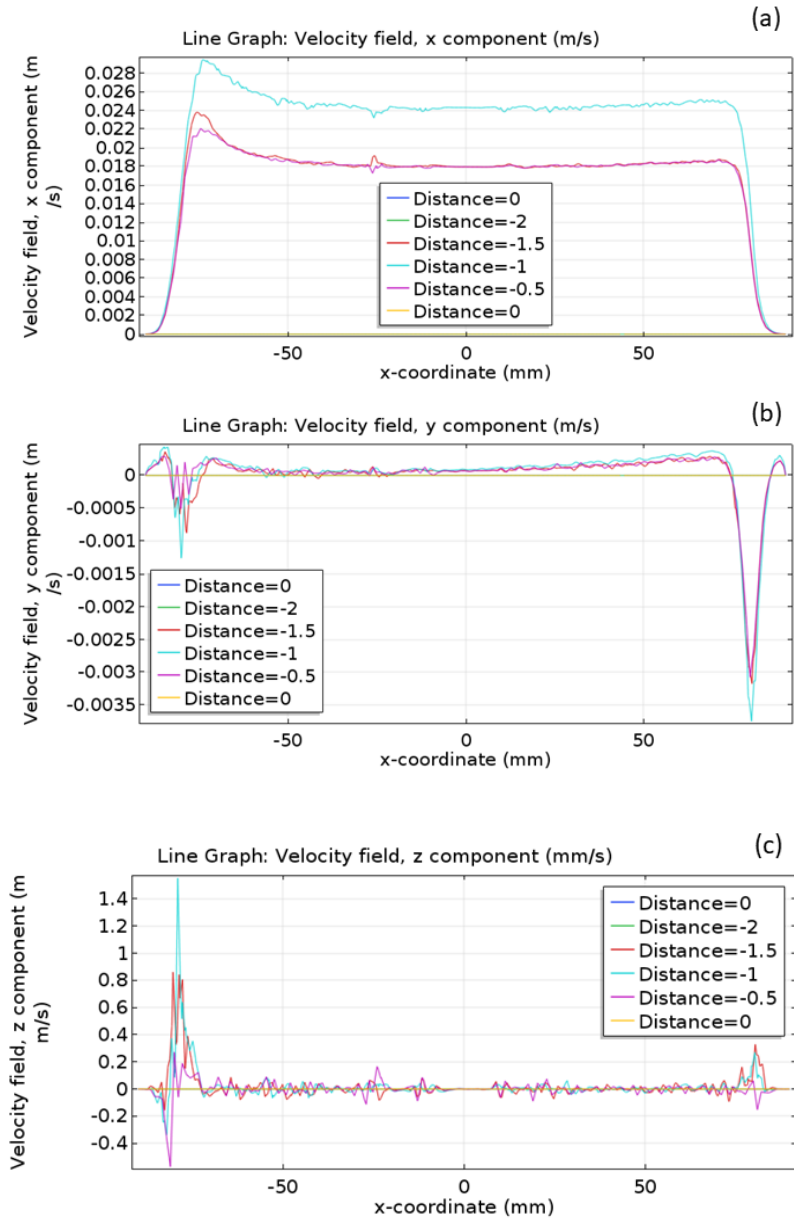 (a)
Line Graph: Velocity field, x component (m/s)
Velocity field, x component (m
/s)
0.028
0.026
0.024
0.022
0.02
0.018
0.016
0.014
0.012
0.01
0.008
0.006
0.004
0.002
0
Distance=0
Distance=-2
Distance=-1.5
Distance=-1
Distance=-0.5
Distance=0
-50
0
50
x-coordinate (mm)
(b)
Line Graph: Velocity field, y component (m/s)
Velocity field, y component (m
/s)
0
-0.0005
-0.001
-0.0015
-0.002
-0.0025
-0.003
-0.0035
Distance=0
Distance=-2
Distance=-1.5
Distance=-1
Distance=-0.5
Distance=0
-50
0
50
x-coordinate (mm)
(c)
Line Graph: Velocity field, z component (mm/s)
Velocity field, z component (m
m/s)
1.4
1.2
1
0.8
0.6
0.4
0.2
0
-0.2
-0.4
Distance=0
Distance=-2
Distance=-1.5
Distance=-1
Distance=-0.5
Distance=0
-50
0
50
x-coordinate (mm)